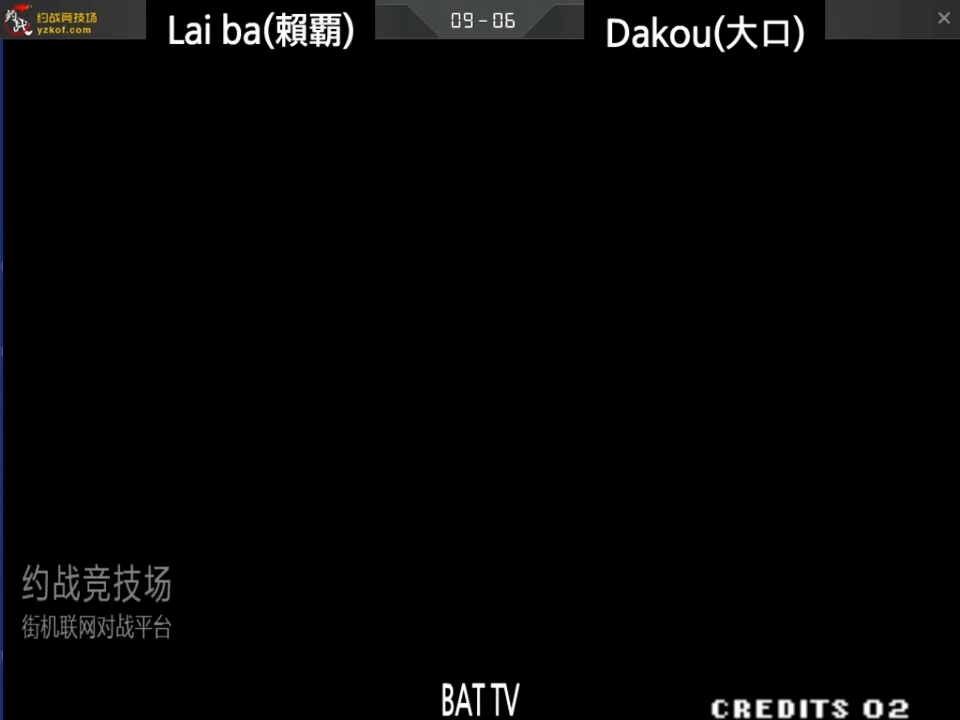 约战竞技场
yzkof.com
Lai ba(賴覇)
09-06
Dakou(大口)
约战竞技场
街机联网对战平台
BAT TV
CREDITS 02